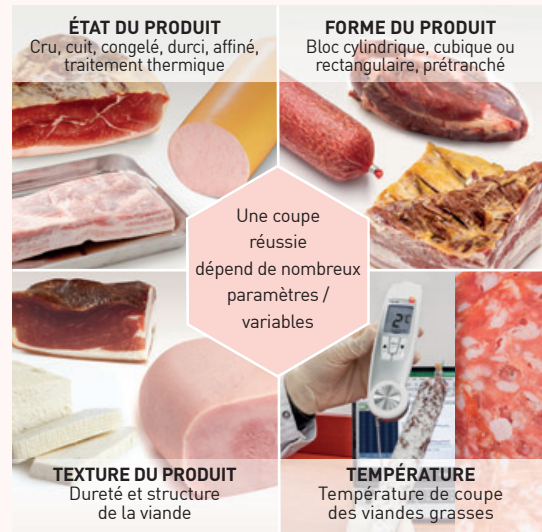 ÉTAT DU PRODUIT
Cru, cuit, congelé, durci, affiné,
traitement thermique
FORME DU PRODUIT
Bloc cylindrique, cubique ou
rectangulaire, prétranché
Une coupe
réussie
dépend de nombreux
paramètres /
variables
TEXTURE DU PRODUIT
Dureté et structure
de la viande
TEMPÉRATURE
Température de coupe
des viandes grasses